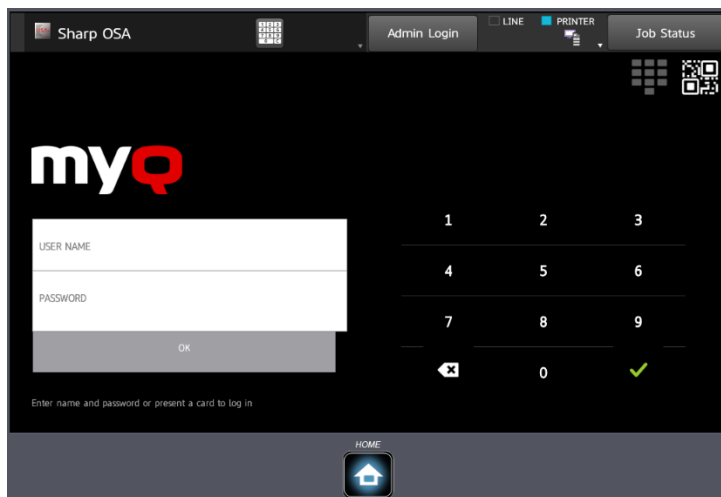 Sharp OSA
Admin Login
LINE
PRINTER
Job Status
myQ
USER NAME
PASSWORD
OK
Enter name and password or present a card to log in
1 2 3
4 5 6
7 8 9
0
HOME